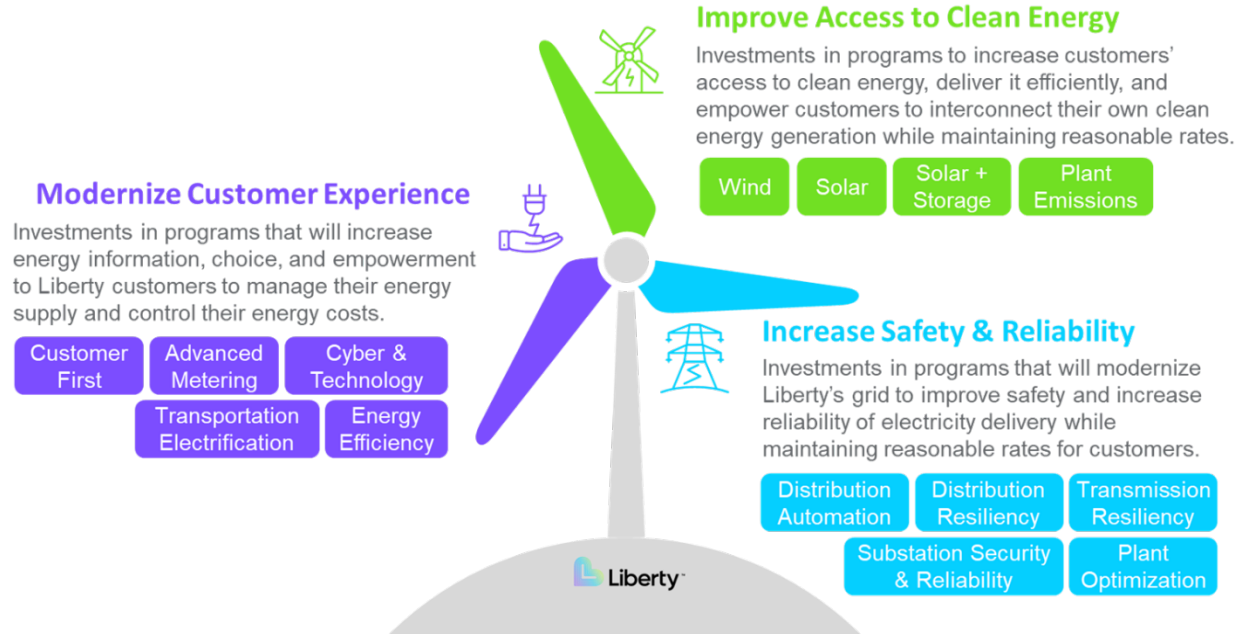 Improve Access to Clean Energy
Investments in programs to increase customers’
access to clean energy, deliver it efficiently, and
empower customers to interconnect their own clean
energy generation while maintaining reasonable rates.
Wind
Solar
Solar +
Storage
Plant
Emissions
Modernize Customer Experience
Investments in programs that will increase
energy information, choice, and empowerment
to Liberty customers to manage their energy
supply and control their energy costs.
Customer
First
Advanced
Metering
Cyber &
Technology
Transportation
Electrification
Energy
Efficiency
Increase Safety & Reliability
Investments in programs that will modernize
Liberty’s grid to improve safety and increase
reliability of electricity delivery while
maintaining reasonable rates for customers.
Distribution
Automation
Distribution
Resiliency
Transmission
Resiliency
Substation Security
& Reliability
Plant
Optimization
Liberty™